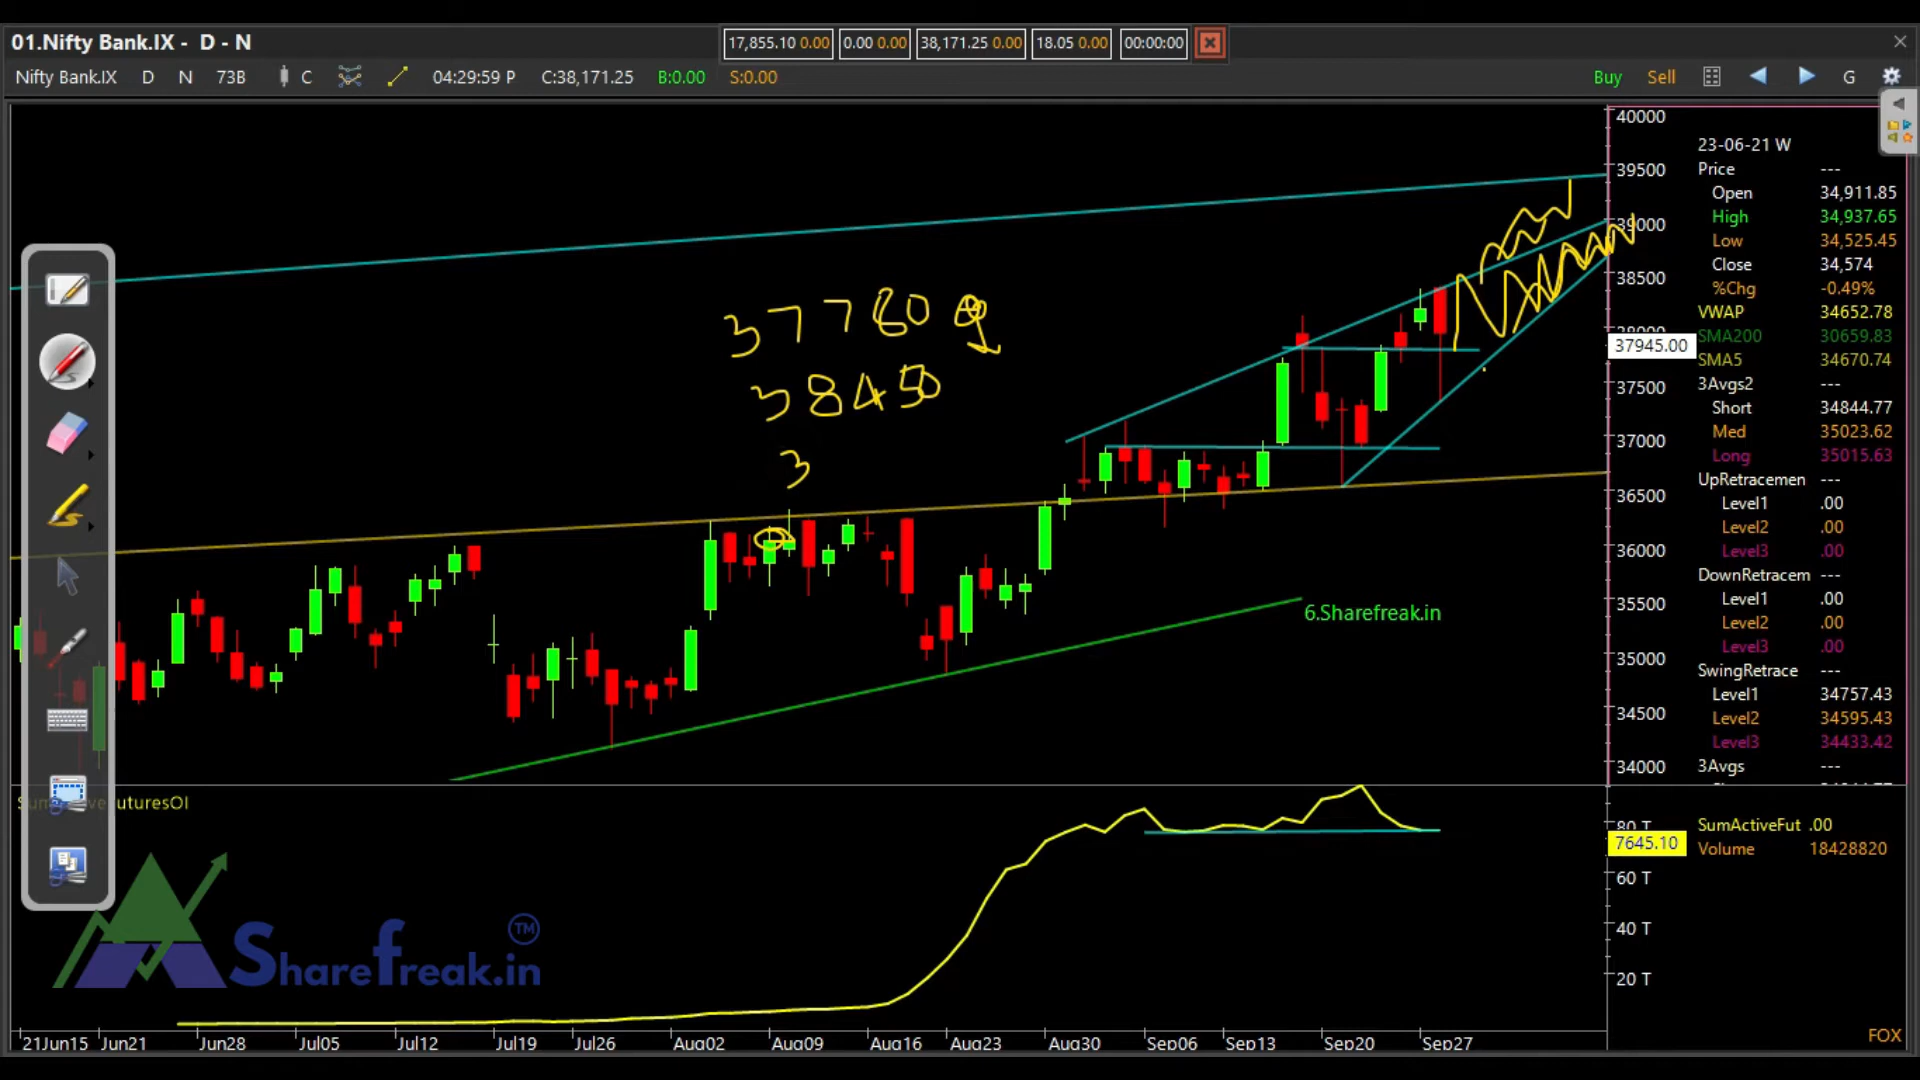 01.Nifty Bank.IX - D - N
17,855.10 0.00 0.00 0.00 38,171.25 0.00 18.05 0.00 00:00:00
Nifty Bank.IX D N 73B C 04:29:59 P C:38,171.25 B:0.00 S:0.00 Buy Sell G
40000
39500
39000
38500
38000
37945.00
37500
37000
36500
36000
35500
35000
34500
34000
37780
38450
3
6.Sharefreak.in
23-06-21 W
Price ---
Open 34,911.85
High 34,937.65
Low 34,525.45
Close 34,574
%Chg -0.49%
VWAP 34652.78
SMA200 30659.83
SMA5 34670.74
3Avgs2 ---
Short 34844.77
Med 35023.62
Long 35015.63
UpRetracemen ---
Level1 .00
Level2 .00
Level3 .00
DownRetracem ---
Level1 .00
Level2 .00
Level3 .00
SwingRetrace ---
Level1 34757.43
Level2 34595.43
Level3 34433.42
3Avgs ---
uturesOI
80 T
7645.10
60 T
40 T
20 T
SumActiveFut .00
Volume 18428820
ShareFreak.in TM
21Jun15 Jun21 Jun28 Jul05 Jul12 Jul19 Jul26 Aug02 Aug09 Aug16 Aug23 Aug30 Sep06 Sep13 Sep20 Sep27
FOX